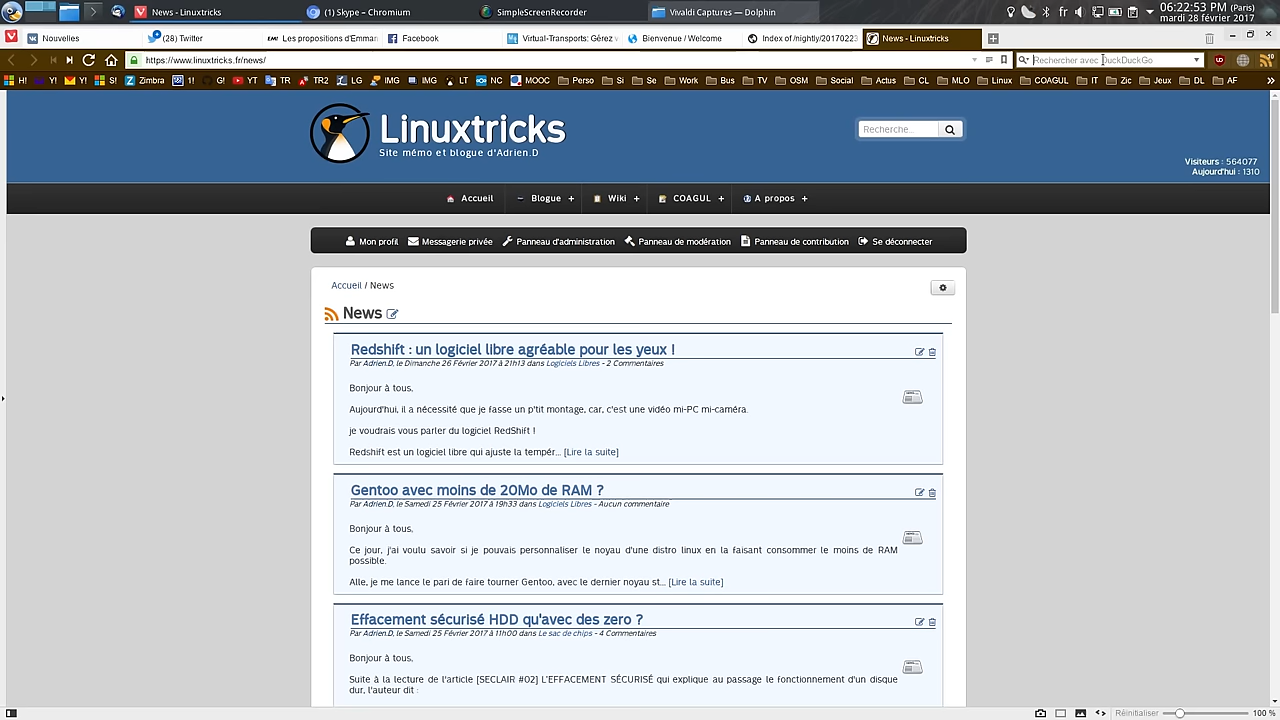 News - Linuxtricks
(1) Skype – Chromium
SimpleScreenRecorder
Vivaldi Captures — Dolphin
fr
06:22:53 PM (Paris)
mardi 28 février 2017
Nouvelles
(28) Twitter
Les propositions d'Emman
Facebook
Virtual-Transports: Gérez v
Bienvenue / Welcome
Index of /nightly/20170223
News - Linuxtricks
https://www.linuxtricks.fr/news/
Rechercher avec DuckDuckGo
H! Y! Y! S! Zimbra 1! G! YT TR TR2 LG IMG IMG LT NC MOOC Perso Si Se Work Bus TV OSM Social Actus CL MLO Linux COAGUL IT Zic Jeux DL AF »
Linuxtricks
Site mémo et blogue d'Adrien.D
Recherche...
Visiteurs : 564077
Aujourd'hui : 1310
Accueil
Blogue +
Wiki +
COAGUL +
A propos +
Mon profil
Messagerie privée
Panneau d'administration
Panneau de modération
Panneau de contribution
Se déconnecter
Accueil / News
News
Redshift : un logiciel libre agréable pour les yeux !
Par Adrien.D, le Dimanche 26 Février 2017 à 21h13 dans Logiciels Libres - 2 Commentaires
Bonjour à tous,
Aujourd'hui, il a nécessité que je fasse un p'tit montage, car, c'est une vidéo mi-PC mi-caméra.
je voudrais vous parler du logiciel RedShift !
Redshift est un logiciel libre qui ajuste la tempér... [Lire la suite]
Gentoo avec moins de 20Mo de RAM ?
Par Adrien.D, le Samedi 25 Février 2017 à 19h33 dans Logiciels Libres - Aucun commentaire
Bonjour à tous,
Ce jour, j'ai voulu savoir si je pouvais personnaliser le noyau d'une distro linux en la faisant consommer le moins de RAM
possible.
Alle, je me lance le pari de faire tourner Gentoo, avec le dernier noyau st... [Lire la suite]
Effacement sécurisé HDD qu'avec des zero ?
Par Adrien.D, le Samedi 25 Février 2017 à 11h00 dans Le sac de chips - 4 Commentaires
Bonjour à tous,
Suite à la lecture de l'article [SECLAIR #02] L'EFFACEMENT SÉCURISÉ qui explique au passage le fonctionnement d'un disque
dur, l'auteur dit :
Réinitialiser
100 %